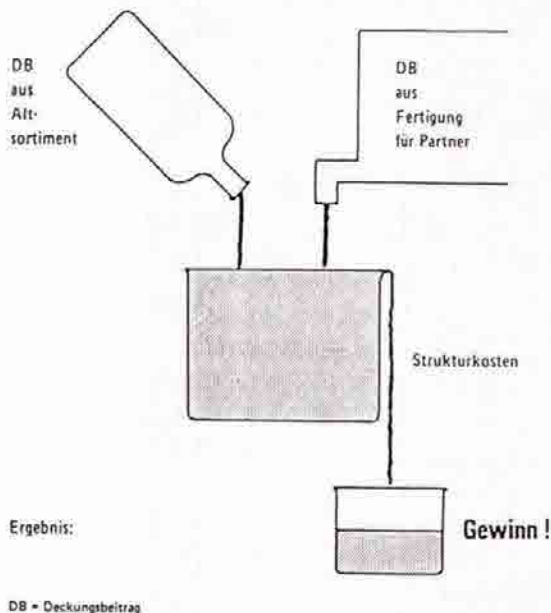 DB
aus
Alt-
sortiment
DB
aus
Fertigung
für Partner
Strukturkosten
Ergebnis:
Gewinn !
DB = Deckungsbeitrag